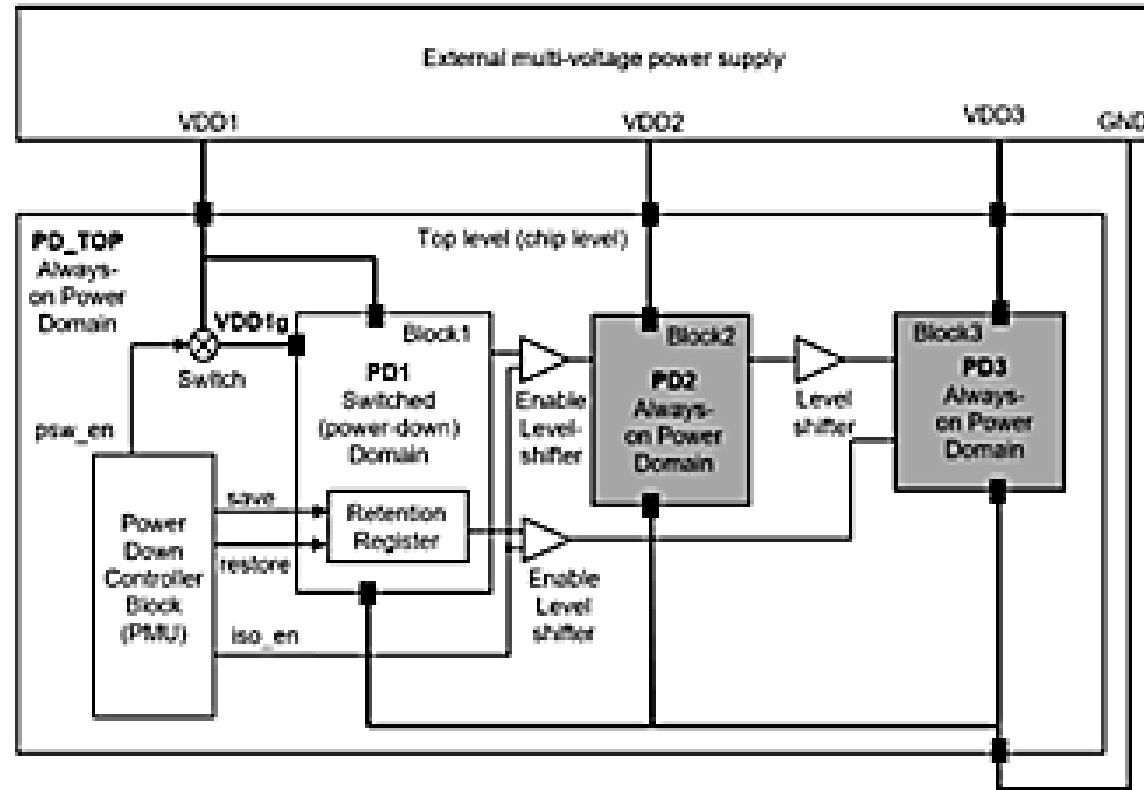 External multi-voltage power supply
VDD1
VDD2
VDD3
GND
PD_TOP
Always-
on Power
Domain
Top level (chip level)
VDD1g
Switch
psw_en
Block1
PD1
Switched
(power-down)
Domain
Enable
Level-
shifter
Block2
PD2
Always-
on Power
Domain
Level
shifter
Block3
PD3
Always-
on Power
Domain
Power
Down
Controller
Block
(PMU)
save
restore
iso_en
Retention
Register
Enable
Level
shifter